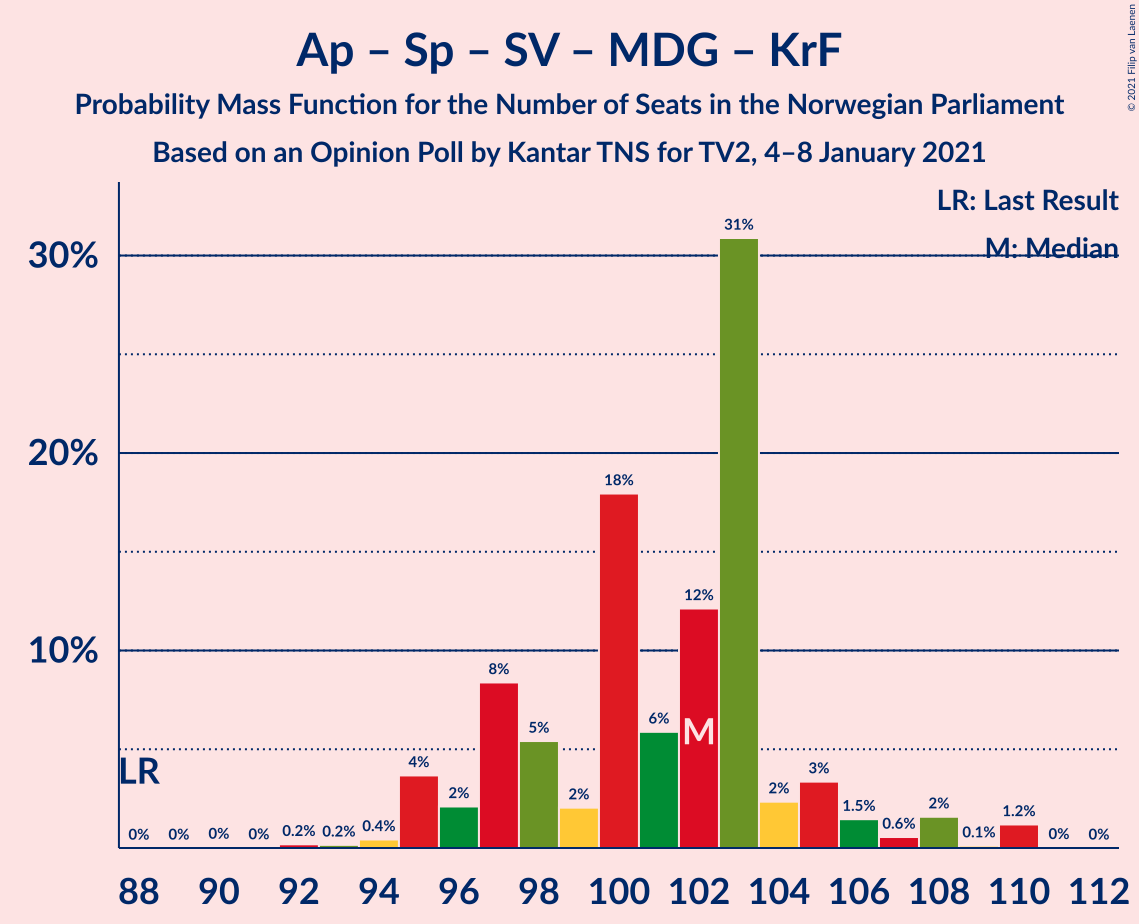 Ap – Sp – SV – MDG – KrF
Probability Mass Function for the Number of Seats in the Norwegian Parliament
Based on an Opinion Poll by Kantar TNS for TV2, 4–8 January 2021
© 2021 Filip van Laenen
LR: Last Result
M: Median
30%
20%
10%
LR
M
0% 0% 0% 0% 0.2% 0.2% 0.4% 4% 2% 8% 5% 2% 18% 6% 12% 31% 2% 3% 1.5% 0.6% 2% 0.1% 1.2% 0% 0%
88 90 92 94 96 98 100 102 104 106 108 110 112